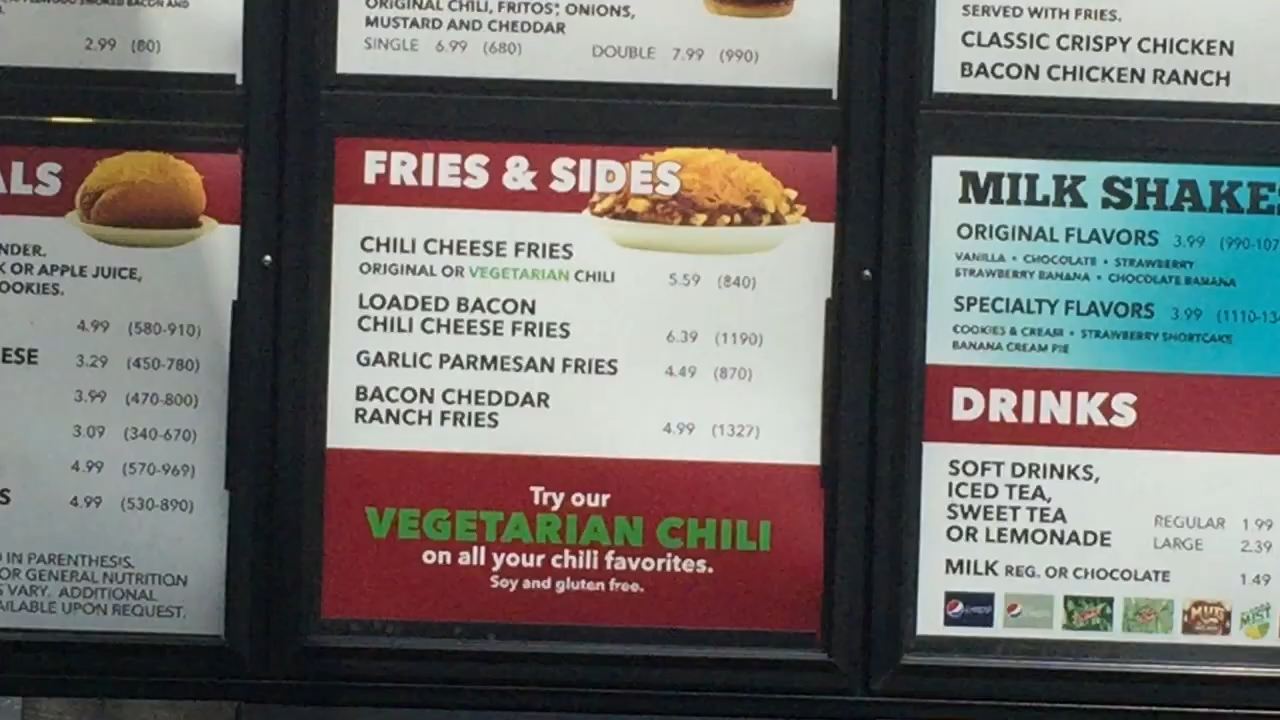 2.99 (80)
ORIGINAL CHILI, FRITOS®, ONIONS,
MUSTARD AND CHEDDAR
SINGLE 6.99 (680) DOUBLE 7.99 (990)
SERVED WITH FRIES.
CLASSIC CRISPY CHICKEN
BACON CHICKEN RANCH
ALS
NDER.
K OR APPLE JUICE,
OOKIES.
4.99 (580-910)
ESE 3.29 (450-780)
3.99 (470-800)
3.09 (340-670)
4.99 (570-969)
S 4.99 (530-890)
IN PARENTHESIS.
OR GENERAL NUTRITION
VARY. ADDITIONAL
AILABLE UPON REQUEST.
FRIES & SIDES
CHILI CHEESE FRIES
ORIGINAL OR VEGETARIAN CHILI 5.59 (840)
LOADED BACON
CHILI CHEESE FRIES 6.39 (1190)
GARLIC PARMESAN FRIES 4.49 (870)
BACON CHEDDAR
RANCH FRIES 4.99 (1327)
Try our
VEGETARIAN CHILI
on all your chili favorites.
Soy and gluten free.
MILK SHAKE
ORIGINAL FLAVORS 3.99 (990-107
VANILLA • CHOCOLATE • STRAWBERRY
STRAWBERRY BANANA • CHOCOLATE BANANA
SPECIALTY FLAVORS 3.99 (1110-13
COOKIES & CREAM • STRAWBERRY SHORTCAKE
BANANA CREAM PIE
DRINKS
SOFT DRINKS,
ICED TEA,
SWEET TEA REGULAR 1.99
OR LEMONADE LARGE 2.39
MILK REG. OR CHOCOLATE 1.49
MUG
MIST